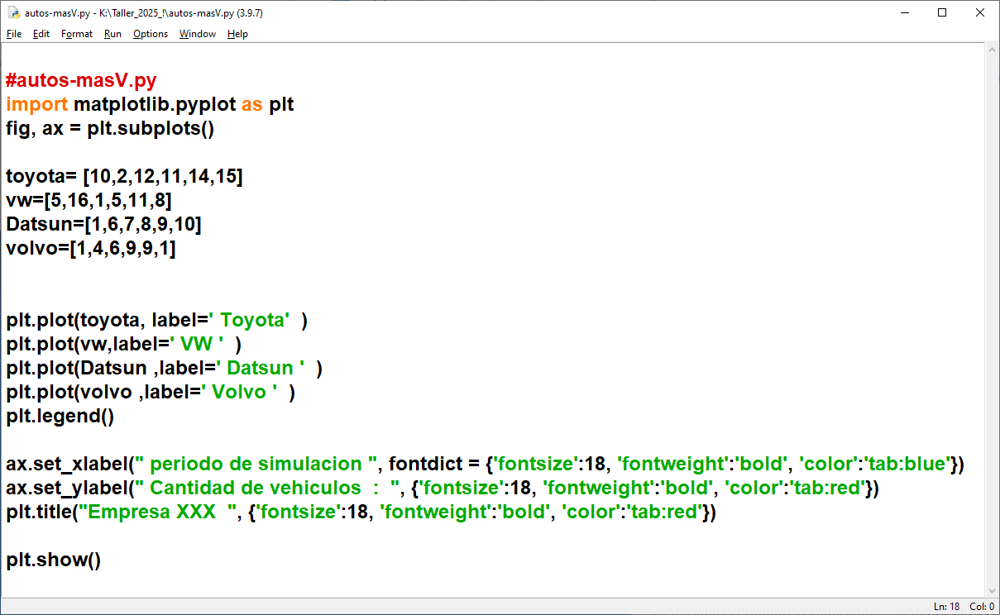 autos-masV.py - K:\Taller_2025_!\autos-masV.py (3.9.7)
File Edit Format Run Options Window Help
#autos-masV.py
import matplotlib.pyplot as plt
fig, ax = plt.subplots()
toyota= [10,2,12,11,14,15]
vw=[5,16,1,5,11,8]
Datsun=[1,6,7,8,9,10]
volvo=[1,4,6,9,9,1]
plt.plot(toyota, label=' Toyota'  )
plt.plot(vw,label=' VW '  )
plt.plot(Datsun ,label=' Datsun '  )
plt.plot(volvo ,label=' Volvo '  )
plt.legend()
ax.set_xlabel(" periodo de simulacion ", fontdict = {'fontsize':18, 'fontweight':'bold', 'color':'tab:blue'})
ax.set_ylabel(" Cantidad de vehiculos  :  ", {'fontsize':18, 'fontweight':'bold', 'color':'tab:red'})
plt.title("Empresa XXX  ", {'fontsize':18, 'fontweight':'bold', 'color':'tab:red'})
plt.show()
Ln: 18 Col: 0